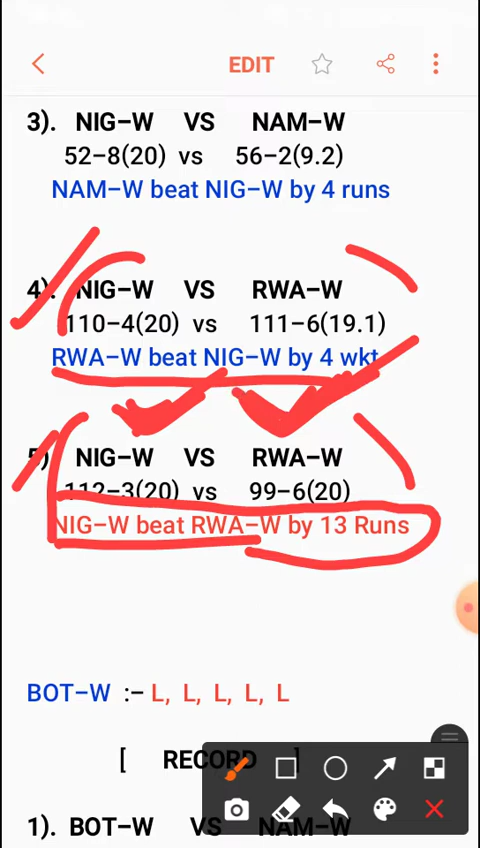 EDIT
3). NIG-W VS NAM-W
52-8(20) vs 56-2(9.2)
NAM-W beat NIG-W by 4 runs
4). NIG-W VS RWA-W
110-4(20) vs 111-6(19.1)
RWA-W beat NIG-W by 4 wkt
5) NIG-W VS RWA-W
112-3(20) vs 99-6(20)
NIG-W beat RWA-W by 13 Runs
BOT-W :- L, L, L, L, L
[ RECORD ]
1). BOT-W VS NAM-W